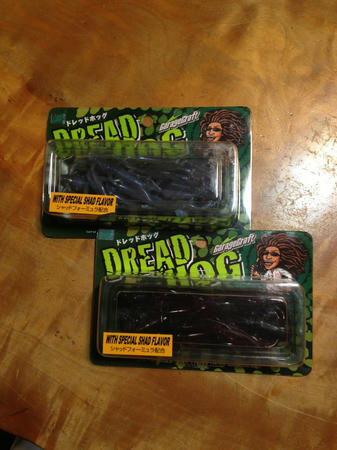 ドレッドホッグ
GarageCraft!
DREAD
HOG
WITH SPECIAL SHAD FLAVOR
シャッドフォーミュラ配合
ドレッドホッグ
GarageCraft!
DREAD
HOG
WITH SPECIAL SHAD FLAVOR
シャッドフォーミュラ配合